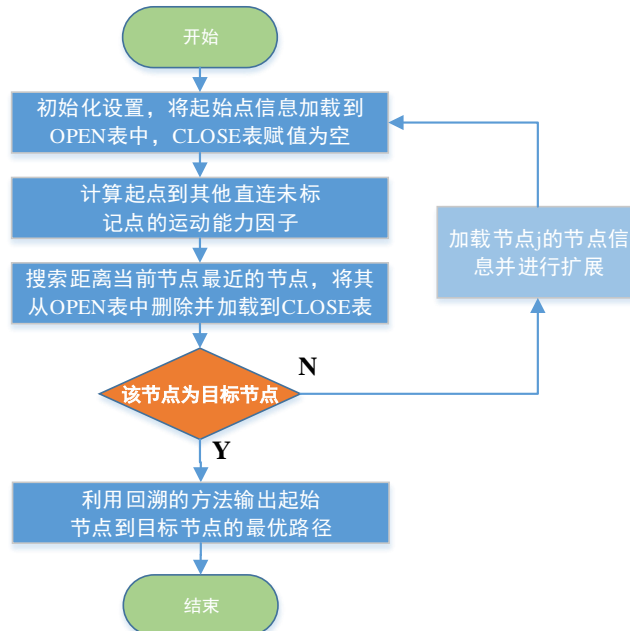 开始
初始化设置，将起始点信息加载到
OPEN表中，CLOSE表赋值为空
计算起点到其他直连未标
记点的运动能力因子
加载节点j的节点信
息并进行扩展
搜索距离当前节点最近的节点，将其
从OPEN表中删除并加载到CLOSE表
N
该节点为目标节点
Y
利用回溯的方法输出起始
节点到目标节点的最优路径
结束